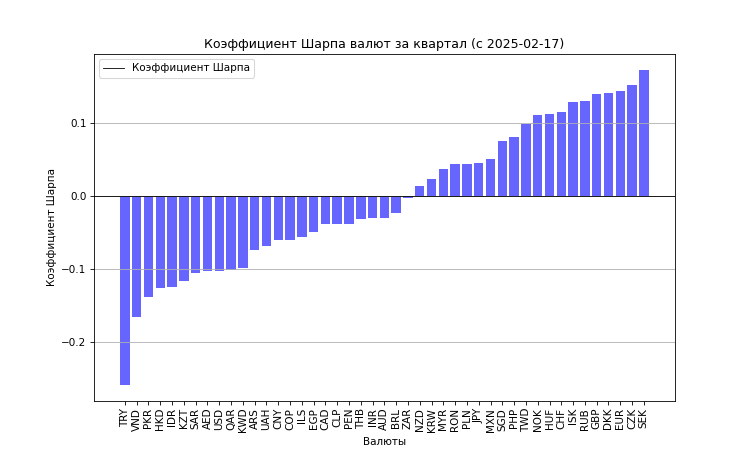 Коэффициент Шарпа валют за квартал (с 2025-02-17)
Коэффициент Шарпа
0.1
0.0
−0.1
−0.2
Коэффициент Шарпа
TRY VND PKR HKD IDR KZT SAR AED USD QAR KWD ARS UAH CNY COP ILS EGP CAD CLP PEN THB INR AUD BRL ZAR NZD KRW MYR RON PLN JPY MXN SGD PHP TWD NOK HUF CHF ISK RUB GBP DKK EUR CZK SEK
Валюты